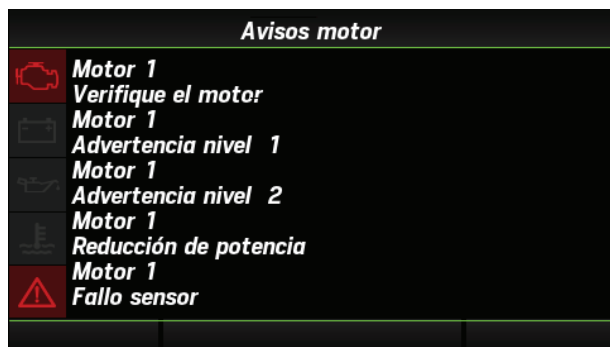 Avisos motor
Motor 1
Verifique el motor
Motor 1
Advertencia nivel 1
Motor 1
Advertencia nivel 2
Motor 1
Reducción de potencia
Motor 1
Fallo sensor